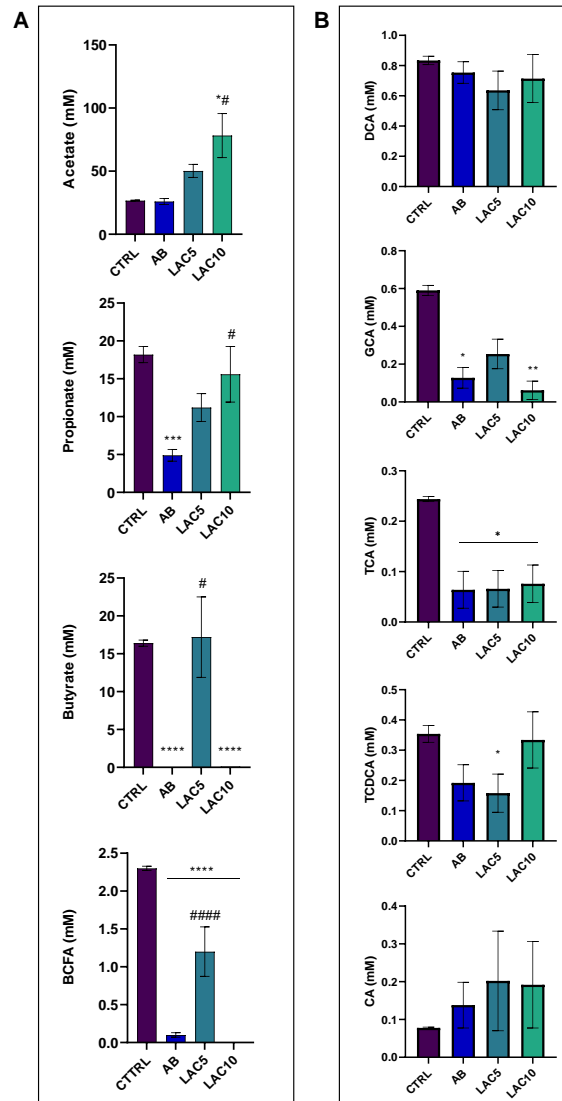 A
Acetate (mM)
150
100
50
0
*#
CTRL
AB
LAC5
LAC10
Propionate (mM)
25
20
15
10
5
0
***
#
CTRL
AB
LAC5
LAC10
Butyrate (mM)
25
20
15
10
5
0
****
#
****
CTRL
AB
LAC5
LAC10
BCFA (mM)
2.5
2.0
1.5
1.0
0.5
0.0
****
####
CTTRL
AB
LAC5
LAC10
B
DCA (mM)
1.0
0.8
0.6
0.4
0.2
0.0
CTRL
AB
LAC5
LAC10
GCA (mM)
0.6
0.4
0.2
0.0
*
**
CTRL
AB
LAC5
LAC10
TCA (mM)
0.3
0.2
0.1
0.0
*
CTRL
AB
LAC5
LAC10
TCDCA (mM)
0.5
0.4
0.3
0.2
0.1
0.0
*
CTRL
AB
LAC5
LAC10
CA (mM)
0.4
0.3
0.2
0.1
0.0
CTRL
AB
LAC5
LAC10